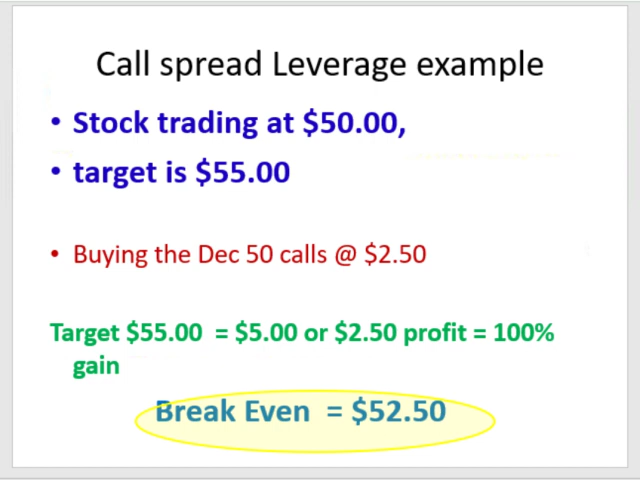 Call spread Leverage example
• Stock trading at $50.00,
• target is $55.00
• Buying the Dec 50 calls @ $2.50
Target $55.00 = $5.00 or $2.50 profit = 100%
gain
Break Even = $52.50